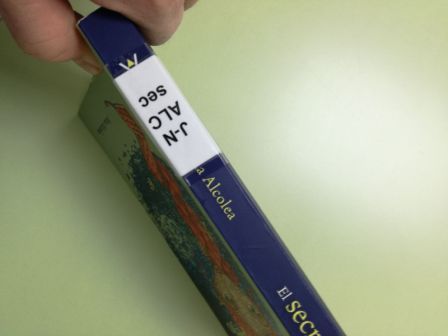 J-N
ALC
sec
a Alcolea
El secr